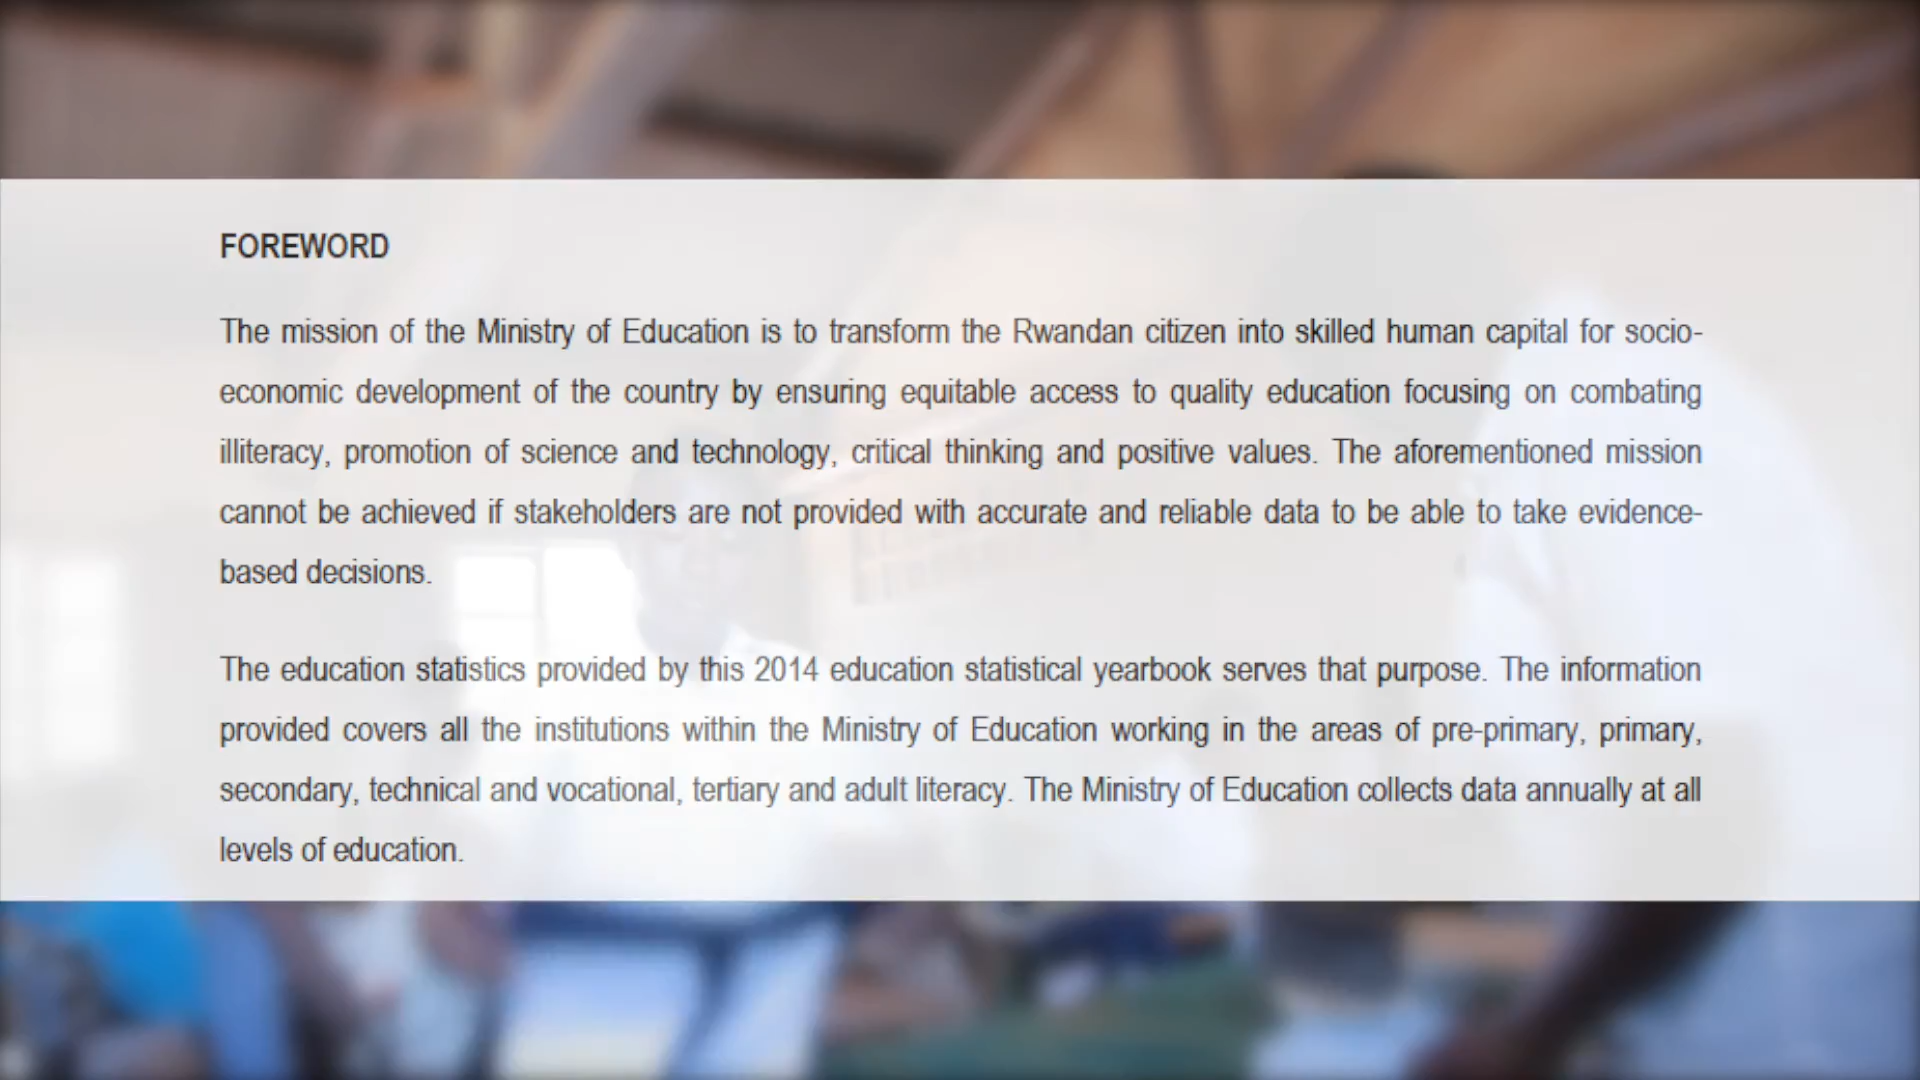 FOREWORD
The mission of the Ministry of Education is to transform the Rwandan citizen into skilled human capital for socio-
economic development of the country by ensuring equitable access to quality education focusing on combating
illiteracy, promotion of science and technology, critical thinking and positive values. The aforementioned mission
cannot be achieved if stakeholders are not provided with accurate and reliable data to be able to take evidence-
based decisions.
The education statistics provided by this 2014 education statistical yearbook serves that purpose. The information
provided covers all the institutions within the Ministry of Education working in the areas of pre-primary, primary,
secondary, technical and vocational, tertiary and adult literacy. The Ministry of Education collects data annually at all
levels of education.